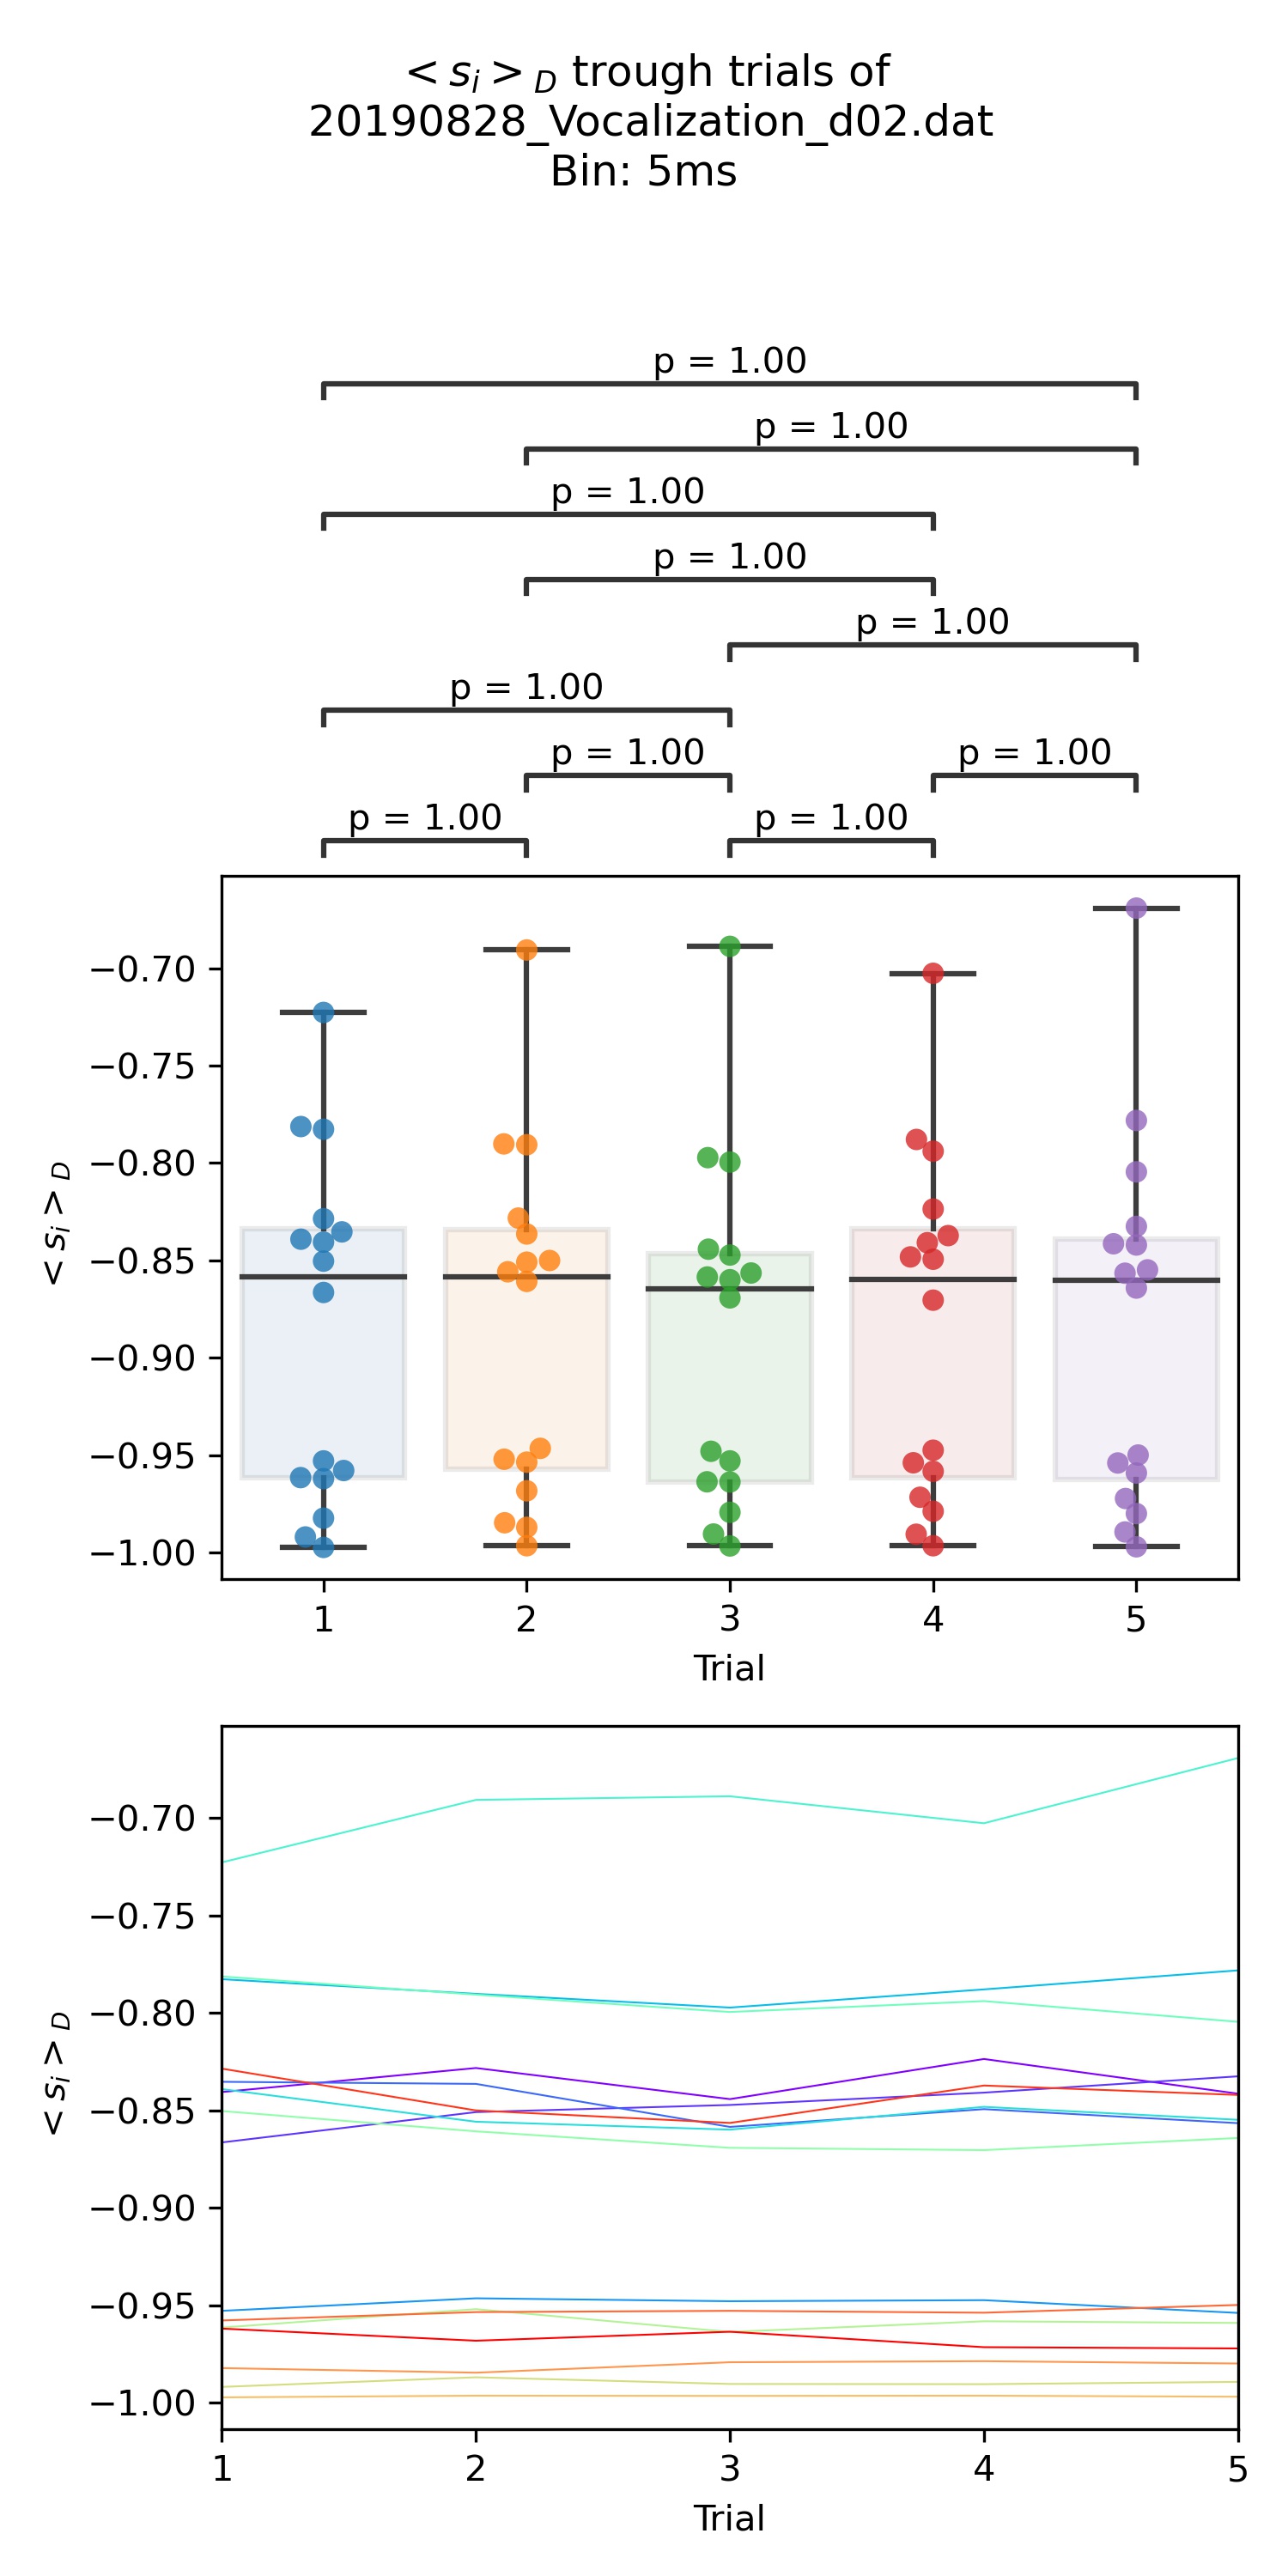 < s_i >_D trough trials of
20190828_Vocalization_d02.dat
Bin: 5ms
p = 1.00
p = 1.00
p = 1.00
p = 1.00
p = 1.00
p = 1.00
p = 1.00 p = 1.00
p = 1.00 p = 1.00
−0.70
−0.75
−0.80
−0.85
−0.90
−0.95
−1.00
< s_i >_D
1 2 3 4 5
Trial
−0.70
−0.75
−0.80
−0.85
−0.90
−0.95
−1.00
< s_i >_D
1 2 3 4 5
Trial